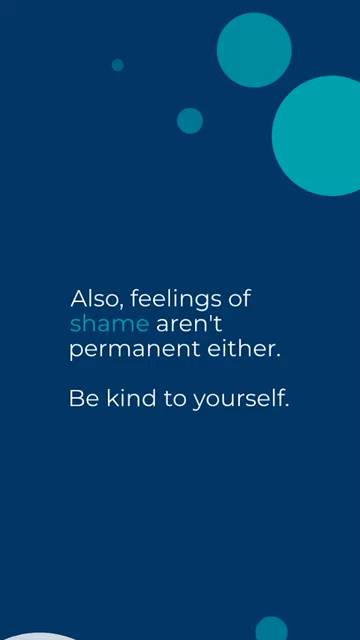 Also, feelings of
shame aren't
permanent either.
Be kind to yourself.